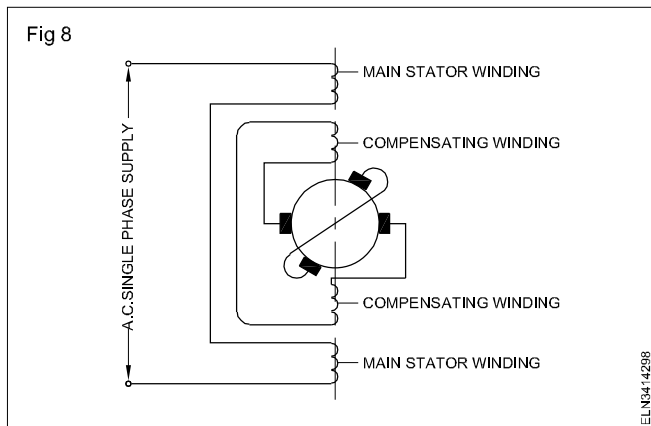 Fig 8
MAIN STATOR WINDING
COMPENSATING WINDING
A.C.SINGLE PHASE SUPPLY
COMPENSATING WINDING
MAIN STATOR WINDING
ELN3414298